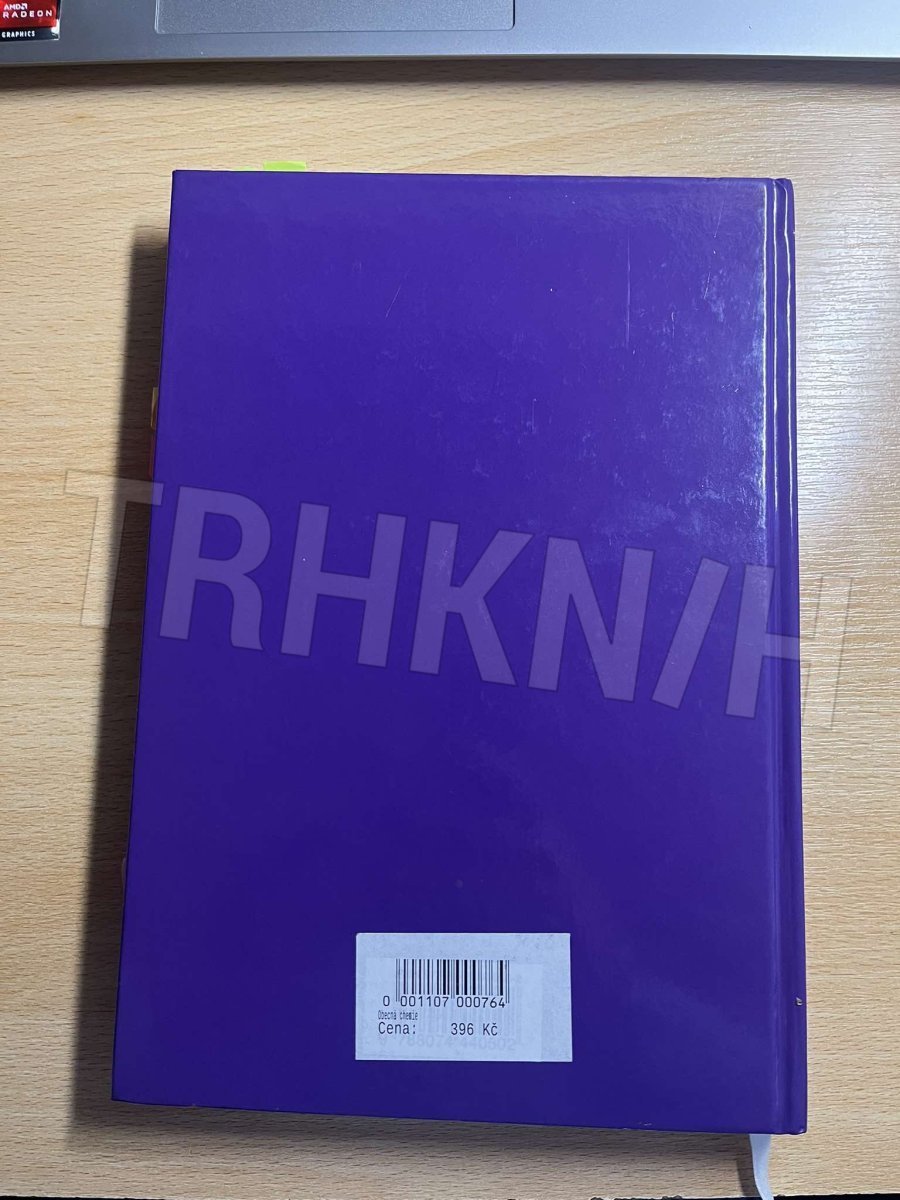 AMD
RADEON
GRAPHICS
TRHKNIH
0 001107 000764
Obecná chemie
Cena: 396 Kč